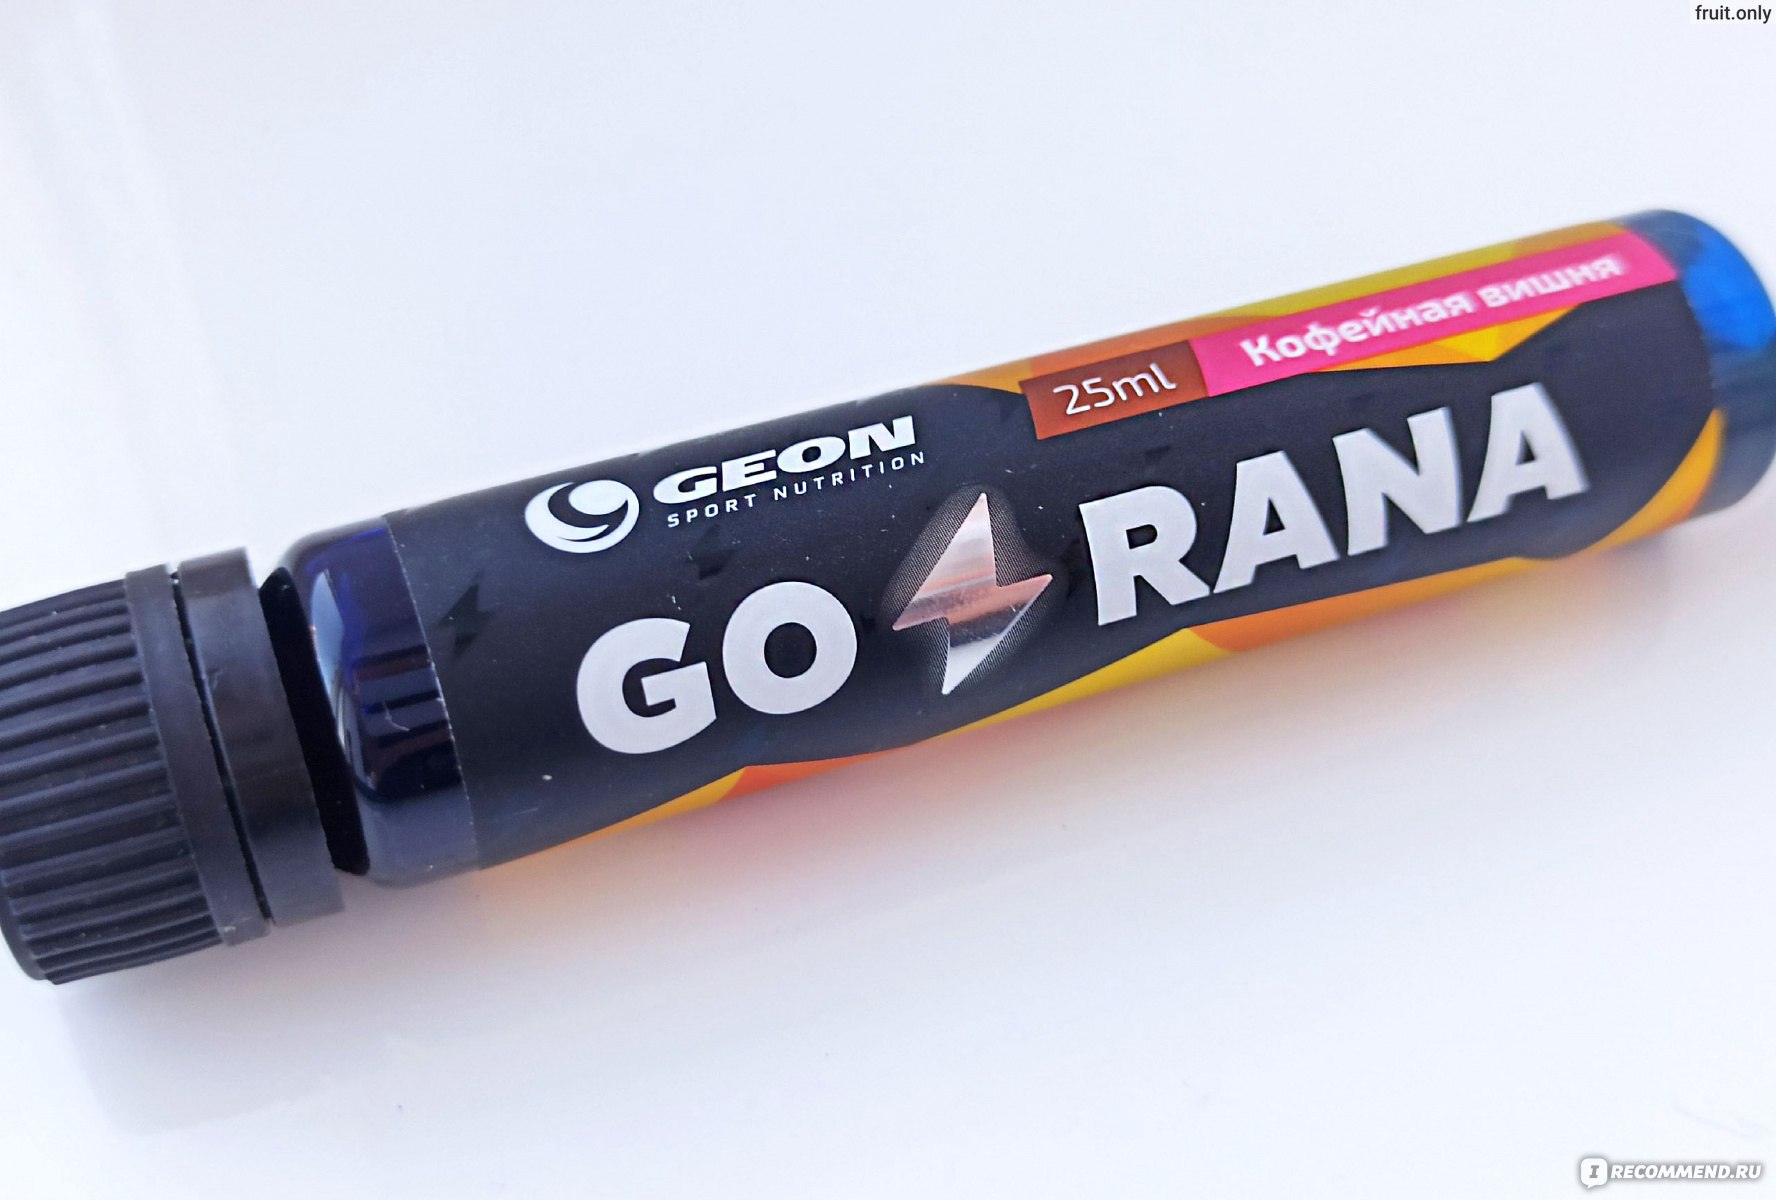 fruit.only
25ml Кофейная вишня
GEON
SPORT NUTRITION
GO RANA
I RECOMMEND.RU